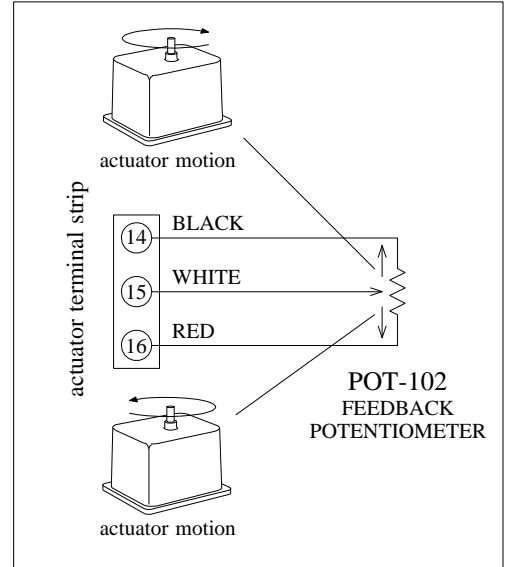 actuator motion
actuator terminal strip
14
BLACK
15
WHITE
16
RED
POT-102
FEEDBACK
POTENTIOMETER
actuator motion